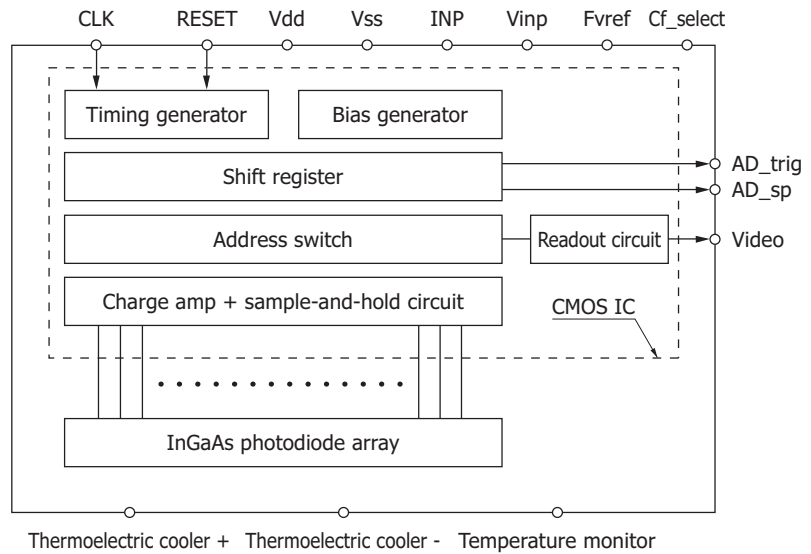 CLK RESET Vdd Vss INP Vinp Fvref Cf_select
Timing generator Bias generator
Shift register AD_trig
AD_sp
Address switch Readout circuit Video
Charge amp + sample-and-hold circuit
CMOS IC
InGaAs photodiode array
Thermoelectric cooler + Thermoelectric cooler - Temperature monitor